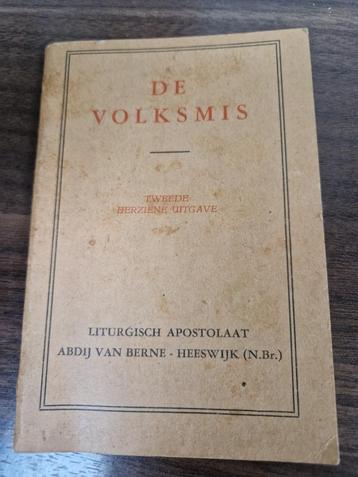 DE
VOLKSMIS
TWEEDE
HERZIENE UITGAVE
LITURGISCH APOSTOLAAT
ABDIJ VAN BERNE - HEESWIJK (N.Br.)